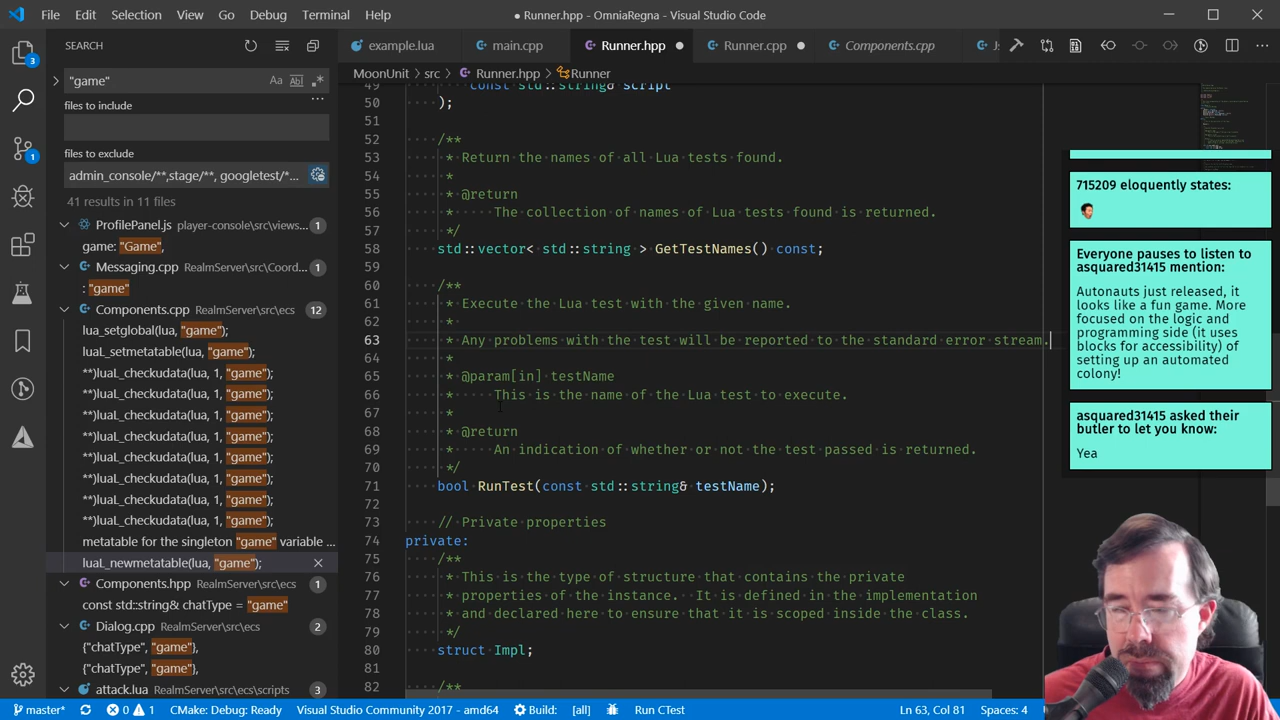 File Edit Selection View Go Debug Terminal Help
● Runner.hpp - OmniaRegna - Visual Studio Code
SEARCH
example.lua
main.cpp
Runner.hpp
Runner.cpp
Components.cpp
MoonUnit > src > Runner.hpp > Runner
"game"
files to include
files to exclude
admin_console/**,stage/**, googletest/*...
41 results in 11 files
ProfilePanel.js player-console\src\views... 1
game: "Game",
Messaging.cpp RealmServer\src\Coord... 1
: "game"
Components.cpp RealmServer\src\ecs 12
lua_setglobal(lua, "game");
luaL_setmetatable(lua, "game");
**)luaL_checkudata(lua, 1, "game");
**)luaL_checkudata(lua, 1, "game");
**)luaL_checkudata(lua, 1, "game");
**)luaL_checkudata(lua, 1, "game");
**)luaL_checkudata(lua, 1, "game");
**)luaL_checkudata(lua, 1, "game");
**)luaL_checkudata(lua, 1, "game");
**)luaL_checkudata(lua, 1, "game");
metatable for the singleton "game" variable ...
luaL_newmetatable(lua, "game");
Components.hpp RealmServer\src\ecs 1
const std::string& chatType = "game"
Dialog.cpp RealmServer\src\ecs 2
{"chatType", "game"},
{"chatType", "game"},
attack.lua RealmServer\src\ecs\scripts 3
49 const std::string& script
50 );
51
52 /**
53 * Return the names of all Lua tests found.
54 *
55 * @return
56 * The collection of names of Lua tests found is returned.
57 */
58 std::vector< std::string > GetTestNames() const;
59
60 /**
61 * Execute the Lua test with the given name.
62 *
63 * Any problems with the test will be reported to the standard error stream.
64 *
65 * @param[in] testName
66 * This is the name of the Lua test to execute.
67 *
68 * @return
69 * An indication of whether or not the test passed is returned.
70 */
71 bool RunTest(const std::string& testName);
72
73 // Private properties
74 private:
75 /**
76 * This is the type of structure that contains the private
77 * properties of the instance. It is defined in the implementation
78 * and declared here to ensure that it is scoped inside the class.
79 */
80 struct Impl;
81
82 /**
715209 eloquently states:
Everyone pauses to listen to
asquared31415 mention:
Autonauts just released, it
looks like a fun game. More
focused on the logic and
programming side (it uses
blocks for accessibility) of
setting up an automated
colony!
asquared31415 asked their
butler to let you know:
Yea
master* 0 1 CMake: Debug: Ready Visual Studio Community 2017 - amd64 Build: [all] Run CTest Ln 63, Col 81 Spaces: 4